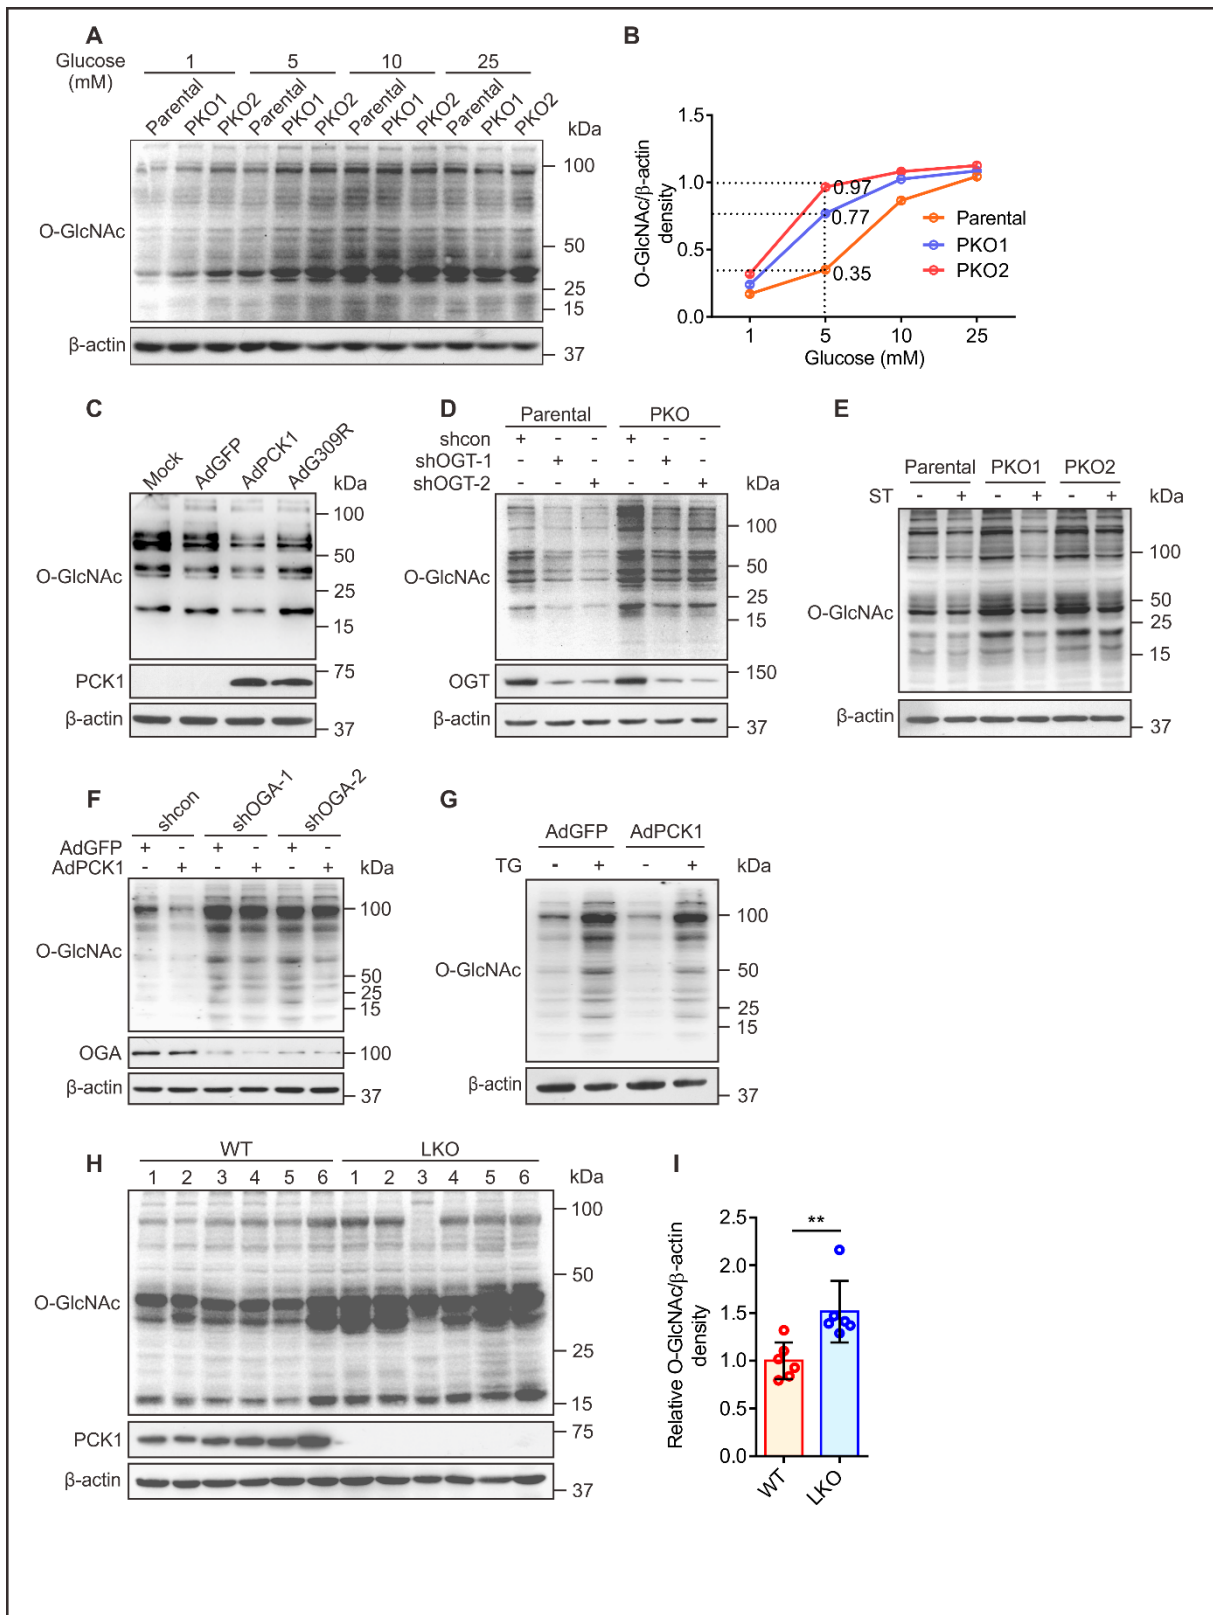 A
Glucose (mM) 1 5 10 25
Parental PKO1 PKO2 Parental PKO1 PKO2 Parental PKO1 PKO2 Parental PKO1 PKO2
kDa
O-GlcNAc
100
50
25
15
β-actin
37
B
O-GlcNAc/β-actin
density
1.5
1.0
0.5
0.0
0.97
0.77
0.35
Parental
PKO1
PKO2
1 5 10 25
Glucose (mM)
C
Mock AdGFP AdPCK1 AdG309R
kDa
O-GlcNAc
100
50
25
15
PCK1
75
β-actin
37
D
Parental PKO
shcon + - - + - -
shOGT-1 - + - - + -
shOGT-2 - - + - - +
kDa
O-GlcNAc
100
50
25
15
OGT
150
β-actin
37
E
Parental PKO1 PKO2
ST - + - + - + kDa
O-GlcNAc
100
50
25
15
β-actin
37
F
shcon shOGA-1 shOGA-2
AdGFP + - + - + -
AdPCK1 - + - + - + kDa
O-GlcNAc
100
50
25
15
OGA
100
β-actin
37
G
AdGFP AdPCK1
TG - + - + kDa
O-GlcNAc
100
50
25
15
β-actin
37
H
WT LKO
1 2 3 4 5 6 1 2 3 4 5 6 kDa
O-GlcNAc
100
50
25
15
PCK1
75
β-actin
37
I
Relative O-GlcNAc/β-actin
density
2.5
2.0
1.5
1.0
0.5
0.0
**
WT LKO